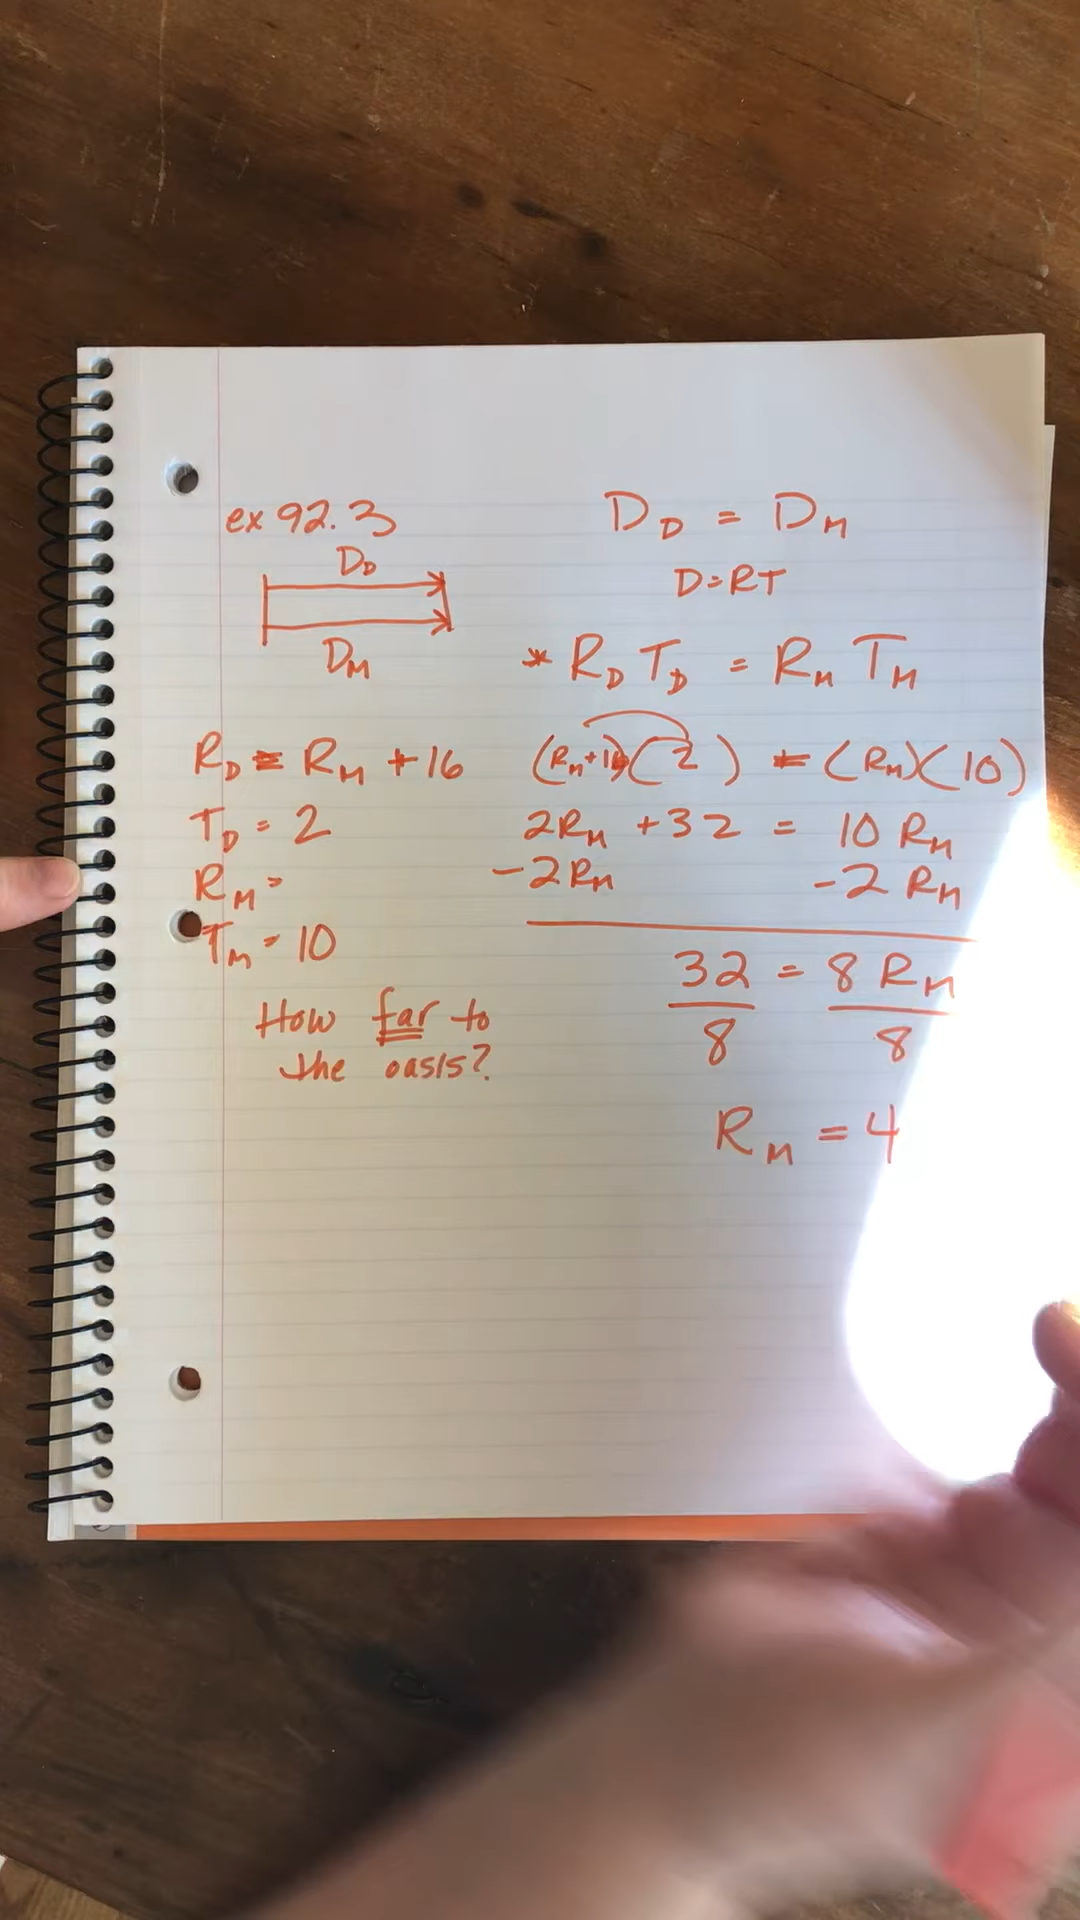 ex 92.3
D_D
D_M
R_D = R_M + 16
T_D = 2
R_M =
T_M = 10
How far to
the oasis?
D_D = D_M
D=RT
* R_D T_D = R_M T_M
(R_M+16)(2) = (R_M)(10)
2R_M +32 = 10 R_M
-2R_M -2 R_M
32 = 8 R_M
8 8
R_M = 4